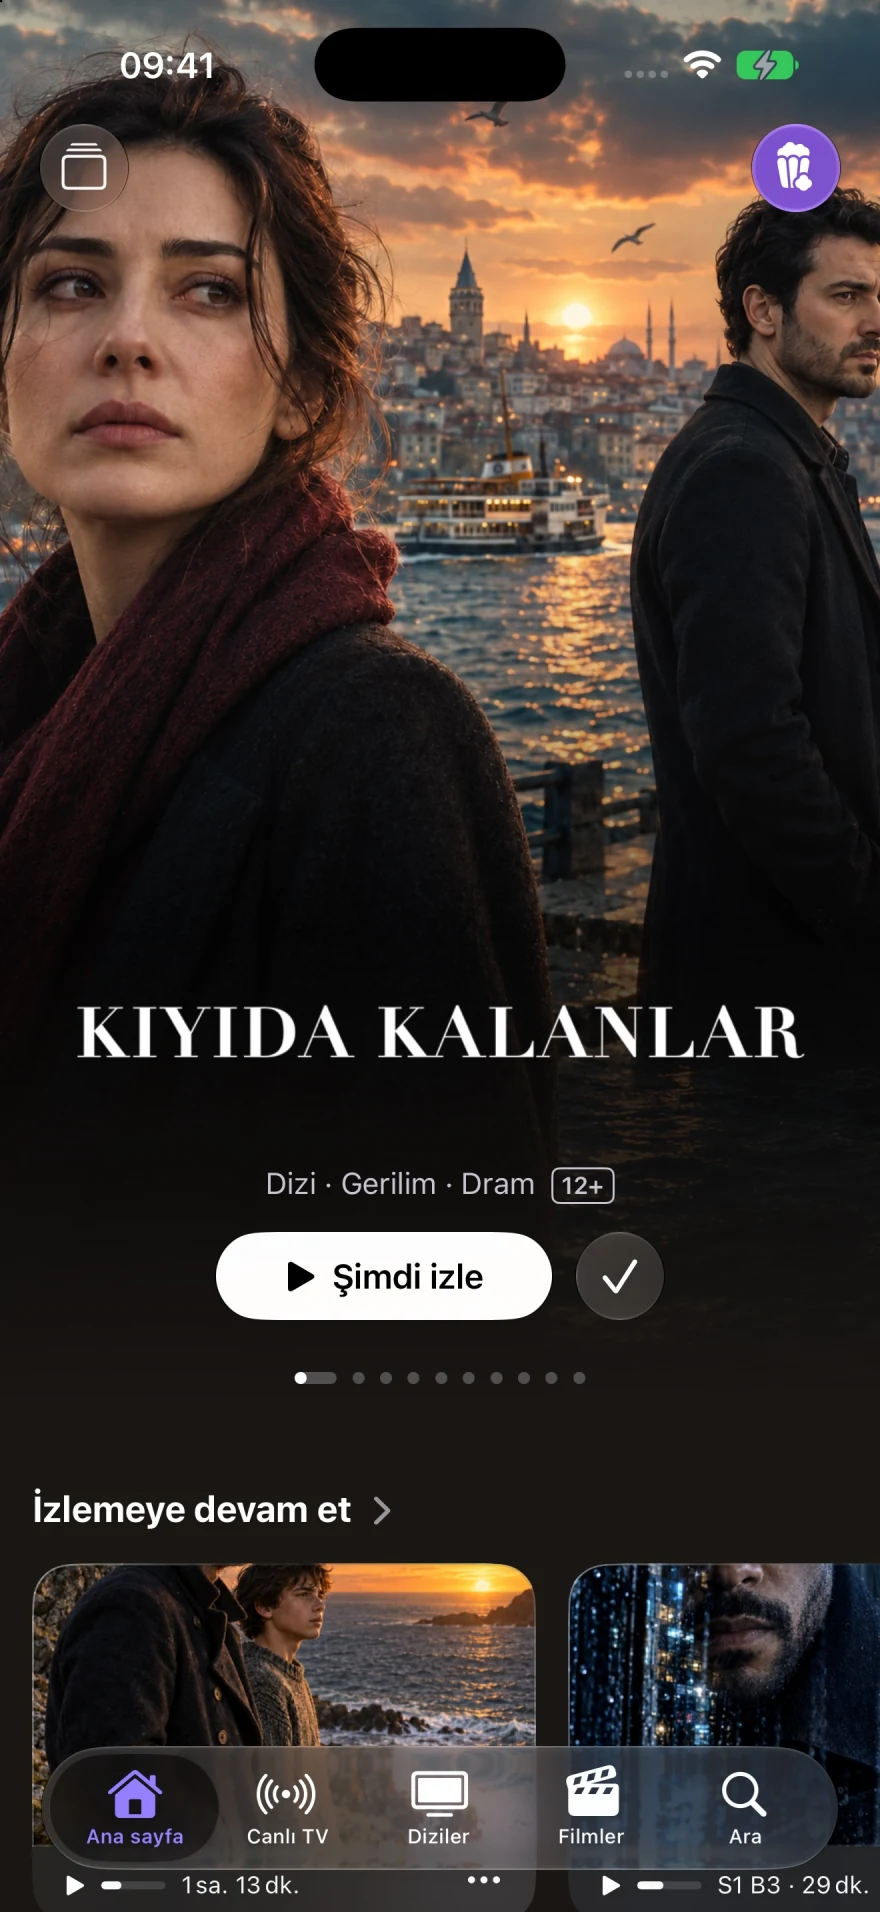 09:41
KIYIDA KALANLAR
Dizi · Gerilim · Dram 12+
Şimdi izle
İzlemeye devam et
Ana sayfa
Canlı TV
Diziler
Filmler
Ara
1 sa. 13 dk.
S1 B3 · 29 dk.